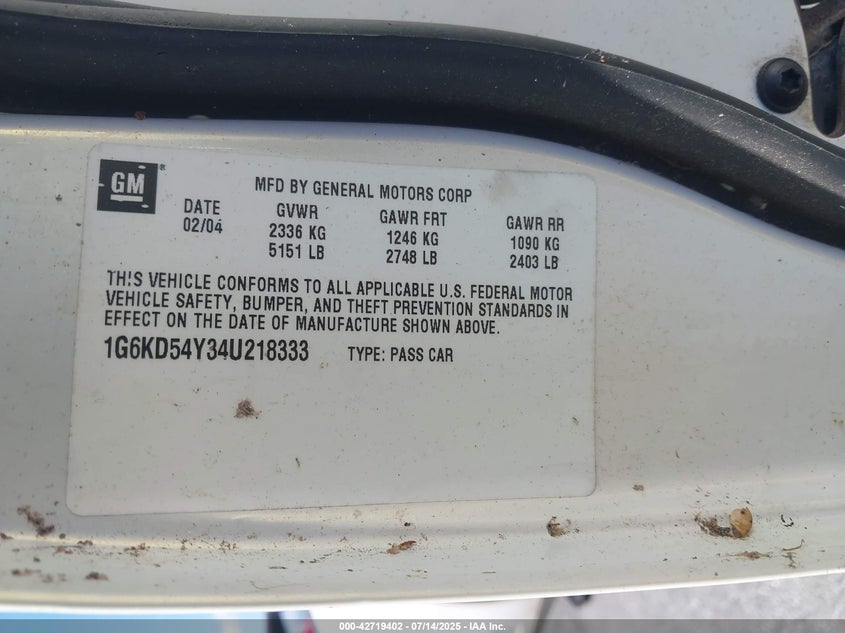 GM
MFD BY GENERAL MOTORS CORP
DATE GVWR GAWR FRT GAWR RR
02/04 2336 KG 1246 KG 1090 KG
5151 LB 2748 LB 2403 LB
THIS VEHICLE CONFORMS TO ALL APPLICABLE U.S. FEDERAL MOTOR
VEHICLE SAFETY, BUMPER, AND THEFT PREVENTION STANDARDS IN
EFFECT ON THE DATE OF MANUFACTURE SHOWN ABOVE.
1G6KD54Y34U218333 TYPE: PASS CAR
000-42719402 - 07/14/2025 - IAA Inc.